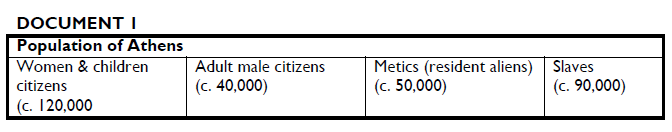 DOCUMENT I
Population of Athens
Women & children
citizens
(c. 120,000
Adult male citizens
(c. 40,000)
Metics (resident aliens)
(c. 50,000)
Slaves
(c. 90,000)